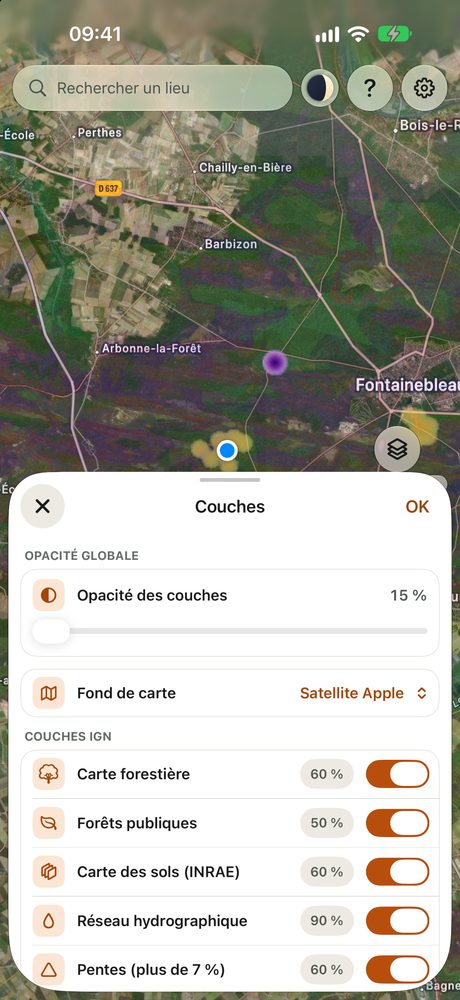 09:41
Rechercher un lieu
?
-École
Perthes
Bois-le-R
Chailly-en-Bière
D 637
Barbizon
Arbonne-la-Forêt
Fontainebleau
Couches
OK
OPACITÉ GLOBALE
Opacité des couches
15 %
Fond de carte
Satellite Apple
COUCHES IGN
Carte forestière
60 %
Forêts publiques
50 %
Carte des sols (INRAE)
60 %
Réseau hydrographique
90 %
Pentes (plus de 7 %)
60 %
Bagne